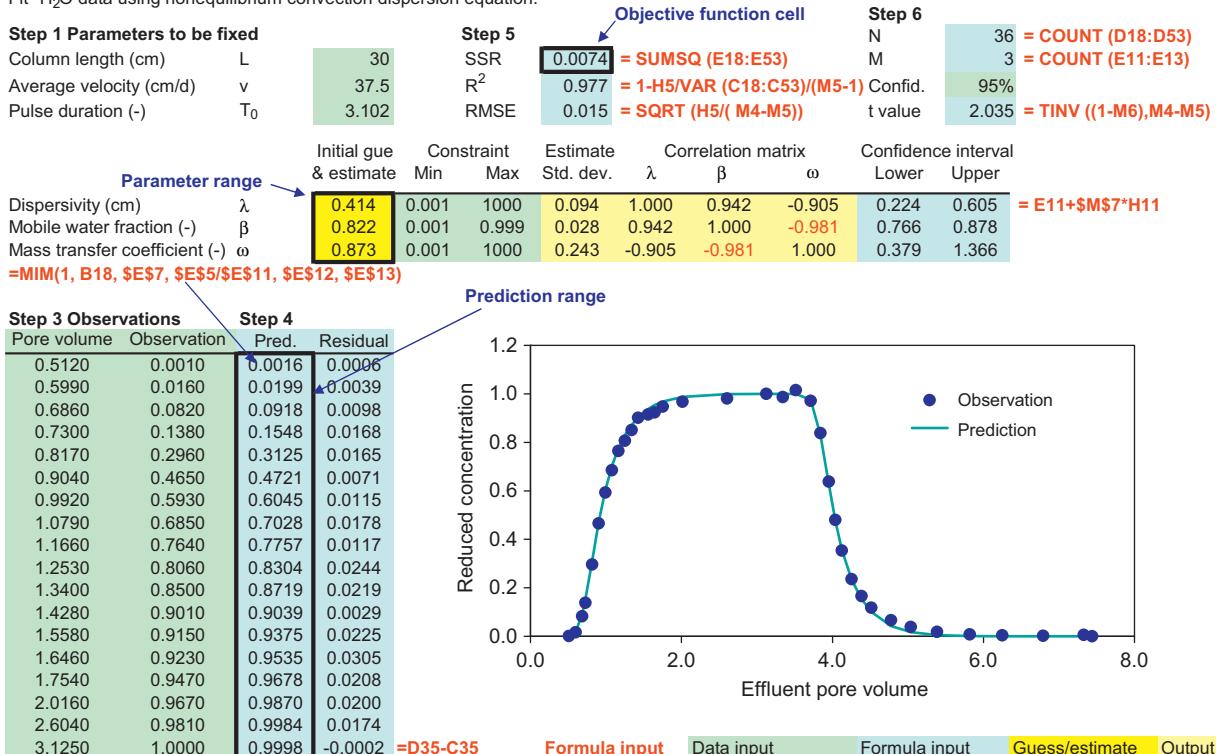 Fit ³H₂O data using nonequilibrium convection dispersion equation.
Objective function cell
Step 1 Parameters to be fixed Step 5 Step 6
N 36 = COUNT (D18:D53)
Column length (cm) L 30 SSR 0.0074 = SUMSQ (E18:E53) M 3 = COUNT (E11:E13)
Average velocity (cm/d) v 37.5 R² 0.977 = 1-H5/VAR (C18:C53)/(M5-1) Confid. 95%
Pulse duration (-) T₀ 3.102 RMSE 0.015 = SQRT (H5/( M4-M5)) t value 2.035 = TINV ((1-M6),M4-M5)
Initial gue Constraint Estimate Correlation matrix Confidence interval
& estimate Min Max Std. dev. λ β ω Lower Upper
Parameter range
Dispersivity (cm) λ 0.414 0.001 1000 0.094 1.000 0.942 -0.905 0.224 0.605 = E11+$M$7*H11
Mobile water fraction (-) β 0.822 0.001 0.999 0.028 0.942 1.000 -0.981 0.766 0.878
Mass transfer coefficient (-) ω 0.873 0.001 1000 0.243 -0.905 -0.981 1.000 0.379 1.366
=MIM(1, B18, $E$7, $E$5/$E$11, $E$12, $E$13)
Prediction range
Step 3 Observations Step 4
Pore volume Observation Pred. Residual
0.5120 0.0010 0.0016 0.0006
0.5990 0.0160 0.0199 0.0039
0.6860 0.0820 0.0918 0.0098
0.7300 0.1380 0.1548 0.0168
0.8170 0.2960 0.3125 0.0165
0.9040 0.4650 0.4721 0.0071
0.9920 0.5930 0.6045 0.0115
1.0790 0.6850 0.7028 0.0178
1.1660 0.7640 0.7757 0.0117
1.2530 0.8060 0.8304 0.0244
1.3400 0.8500 0.8719 0.0219
1.4280 0.9010 0.9039 0.0029
1.5580 0.9150 0.9375 0.0225
1.6460 0.9230 0.9535 0.0305
1.7540 0.9470 0.9678 0.0208
2.0160 0.9670 0.9870 0.0200
2.6040 0.9810 0.9984 0.0174
3.1250 1.0000 0.9998 -0.0002 =D35-C35
1.2
1.0
0.8
0.6
0.4
0.2
0.0
Reduced concentration
Observation
Prediction
0.0 2.0 4.0 6.0 8.0
Effluent pore volume
Formula input Data input Formula input Guess/estimate Output